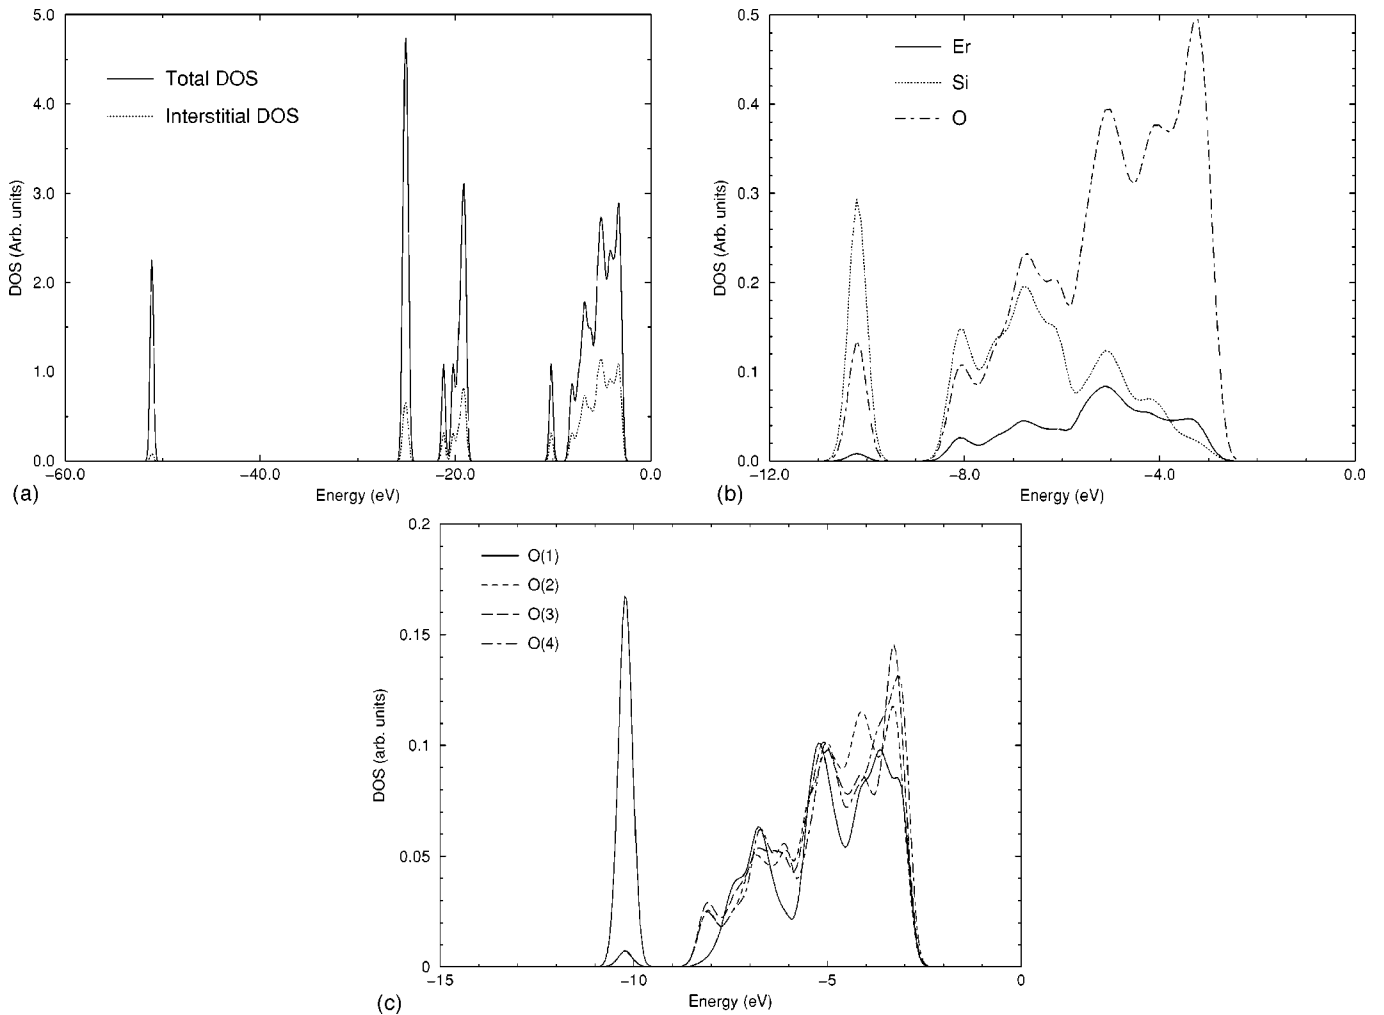 5.0
4.0
3.0
2.0
1.0
0.0
DOS (Arb. units)
Total DOS
Interstitial DOS
−60.0 −40.0 −20.0 0.0
Energy (eV)
(a)
0.5
0.4
0.3
0.2
0.1
0.0
DOS (Arb. units)
Er
Si
O
−12.0 −8.0 −4.0 0.0
Energy (eV)
(b)
0.2
0.15
0.1
0.05
0
DOS (arb. units)
O(1)
O(2)
O(3)
O(4)
−15 −10 −5 0
Energy (eV)
(c)